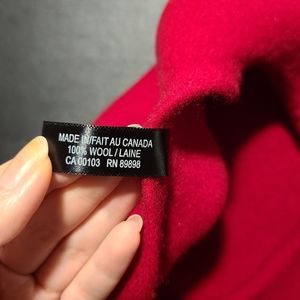 MADE IN/FAIT AU CANADA
100% WOOL / LAINE
CA 00103 RN 89898